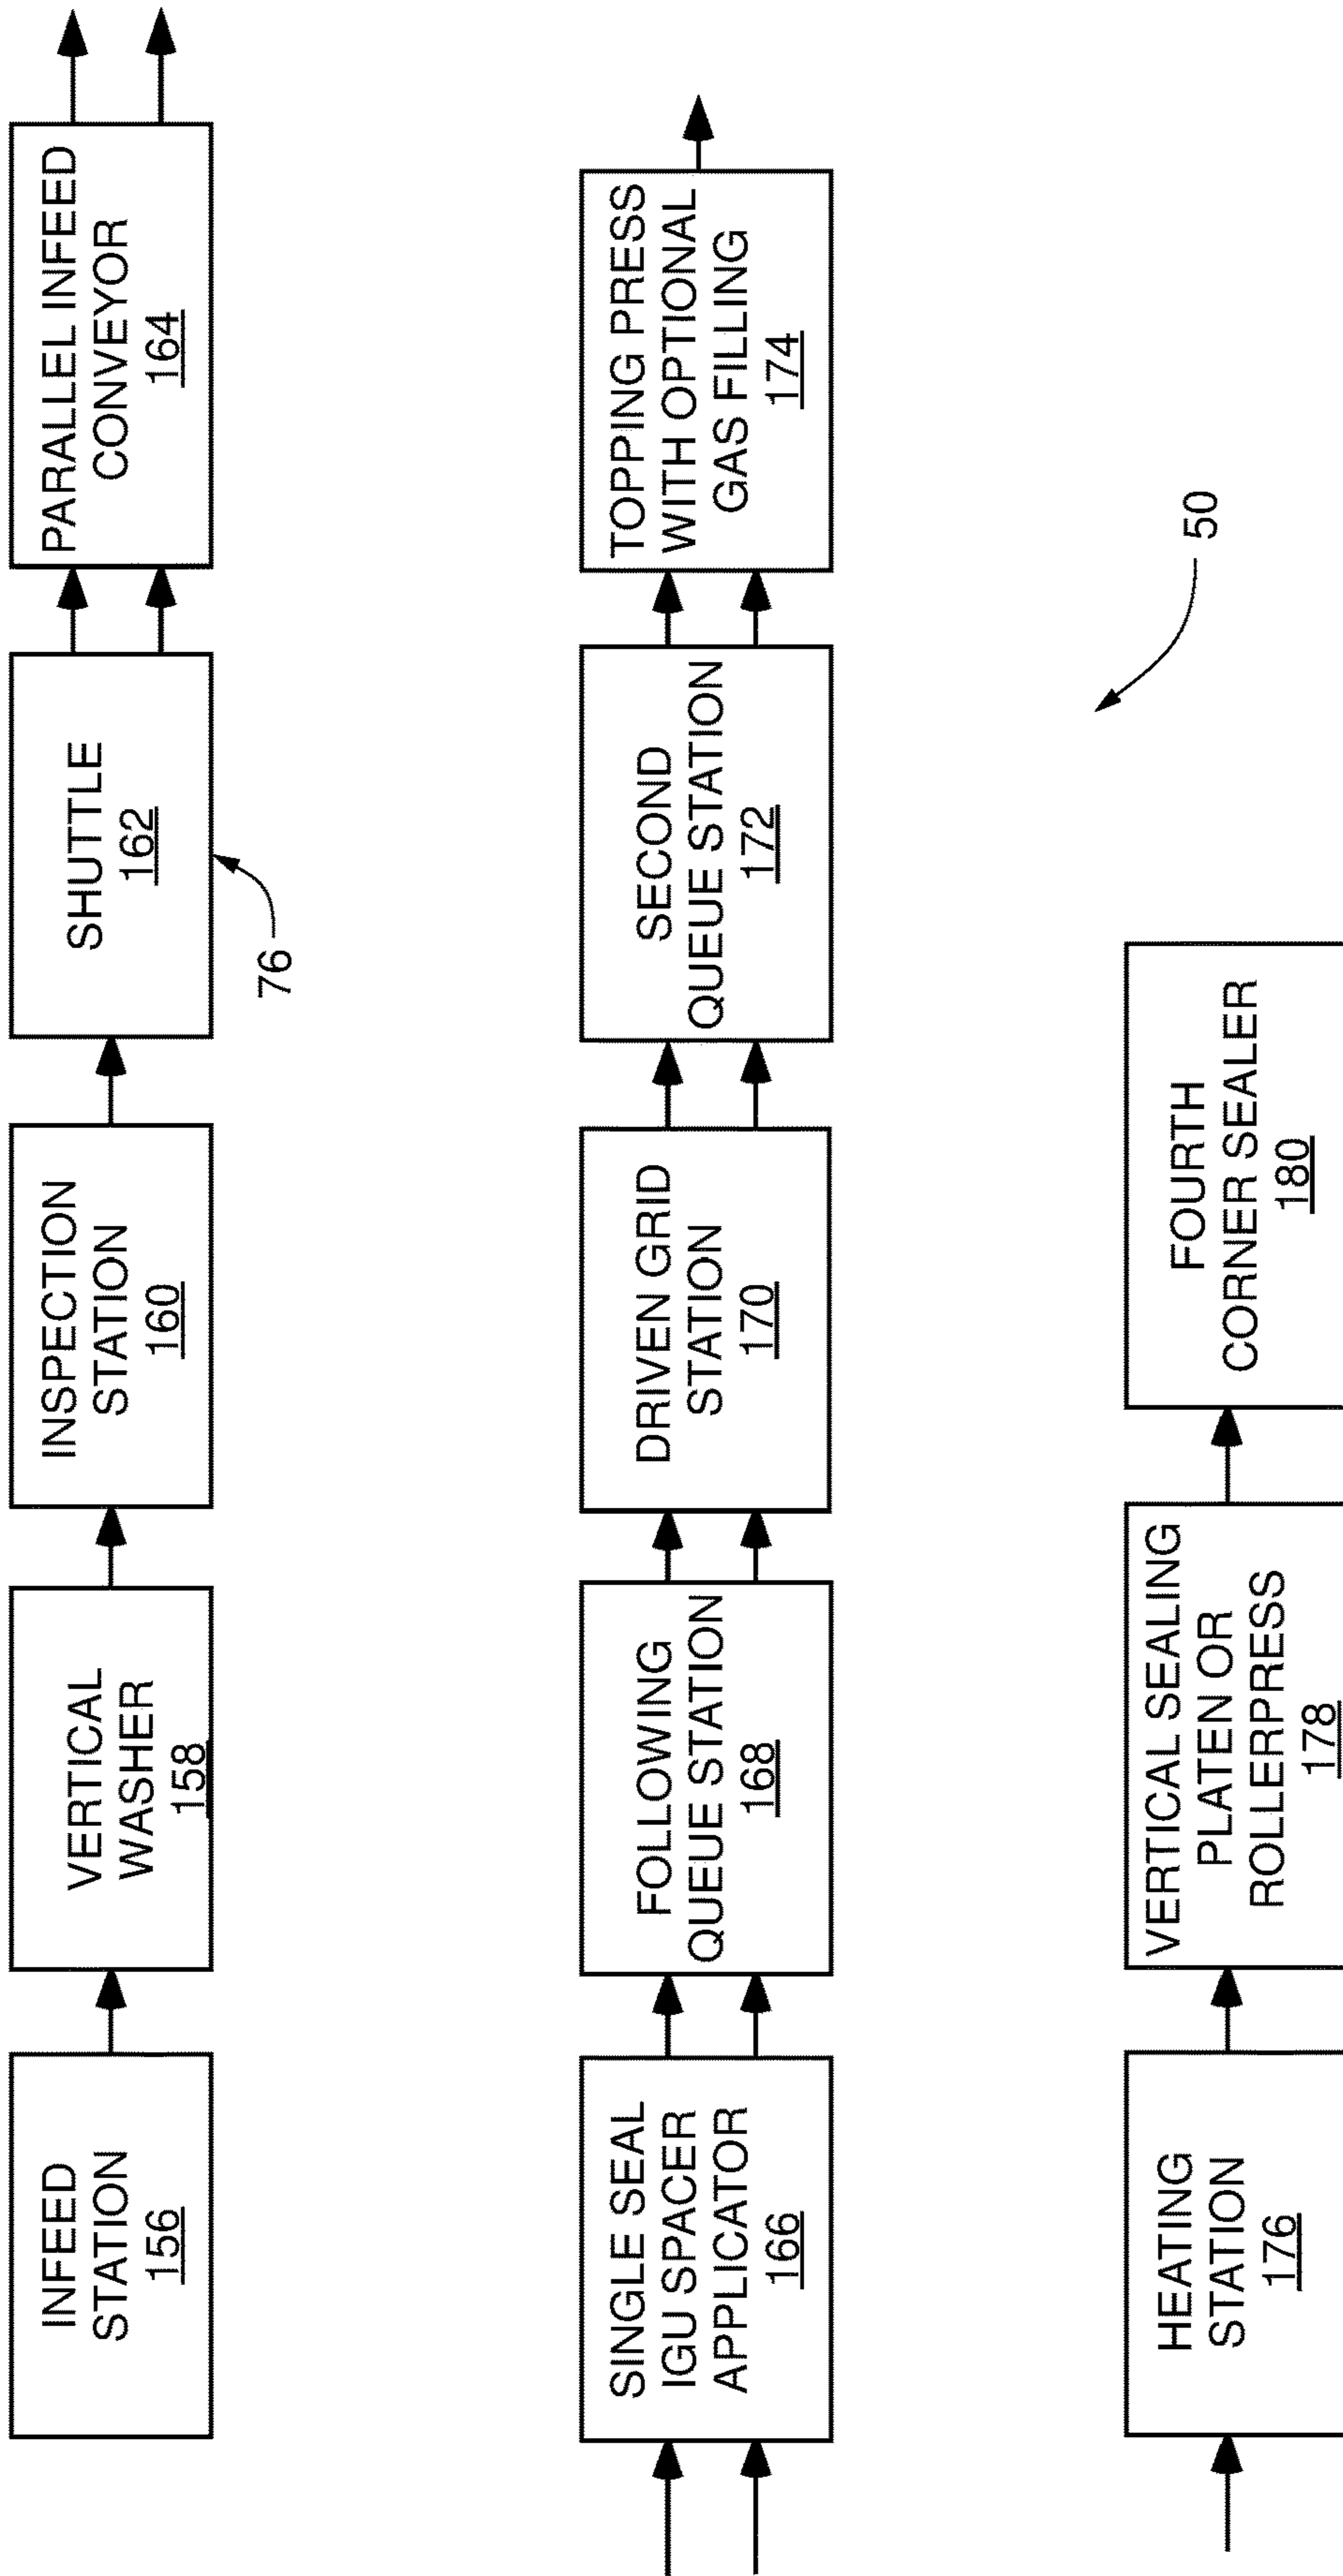 INFEED
STATION
156
VERTICAL
WASHER
158
INSPECTION
STATION
160
SHUTTLE
162
76
PARALLEL INFEED
CONVEYOR
164
SINGLE SEAL
IGU SPACER
APPLICATOR
166
FOLLOWING
QUEUE STATION
168
DRIVEN GRID
STATION
170
SECOND
QUEUE STATION
172
TOPPING PRESS
WITH OPTIONAL
GAS FILLING
174
HEATING
STATION
176
VERTICAL SEALING
PLATEN OR
ROLLERPRESS
178
FOURTH
CORNER SEALER
180
50